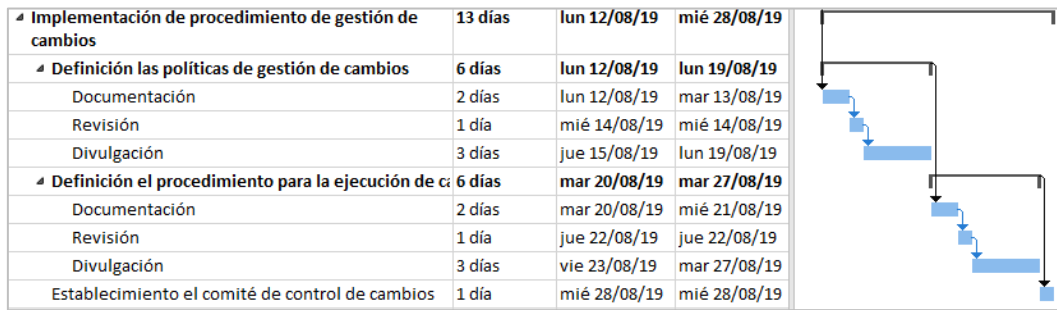 Implementación de procedimiento de gestión de cambios 13 días lun 12/08/19 mié 28/08/19
Definición las políticas de gestión de cambios 6 días lun 12/08/19 lun 19/08/19
Documentación 2 días lun 12/08/19 mar 13/08/19
Revisión 1 día mié 14/08/19 mié 14/08/19
Divulgación 3 días jue 15/08/19 lun 19/08/19
Definición el procedimiento para la ejecución de ca 6 días mar 20/08/19 mar 27/08/19
Documentación 2 días mar 20/08/19 mié 21/08/19
Revisión 1 día jue 22/08/19 jue 22/08/19
Divulgación 3 días vie 23/08/19 mar 27/08/19
Establecimiento el comité de control de cambios 1 día mié 28/08/19 mié 28/08/19